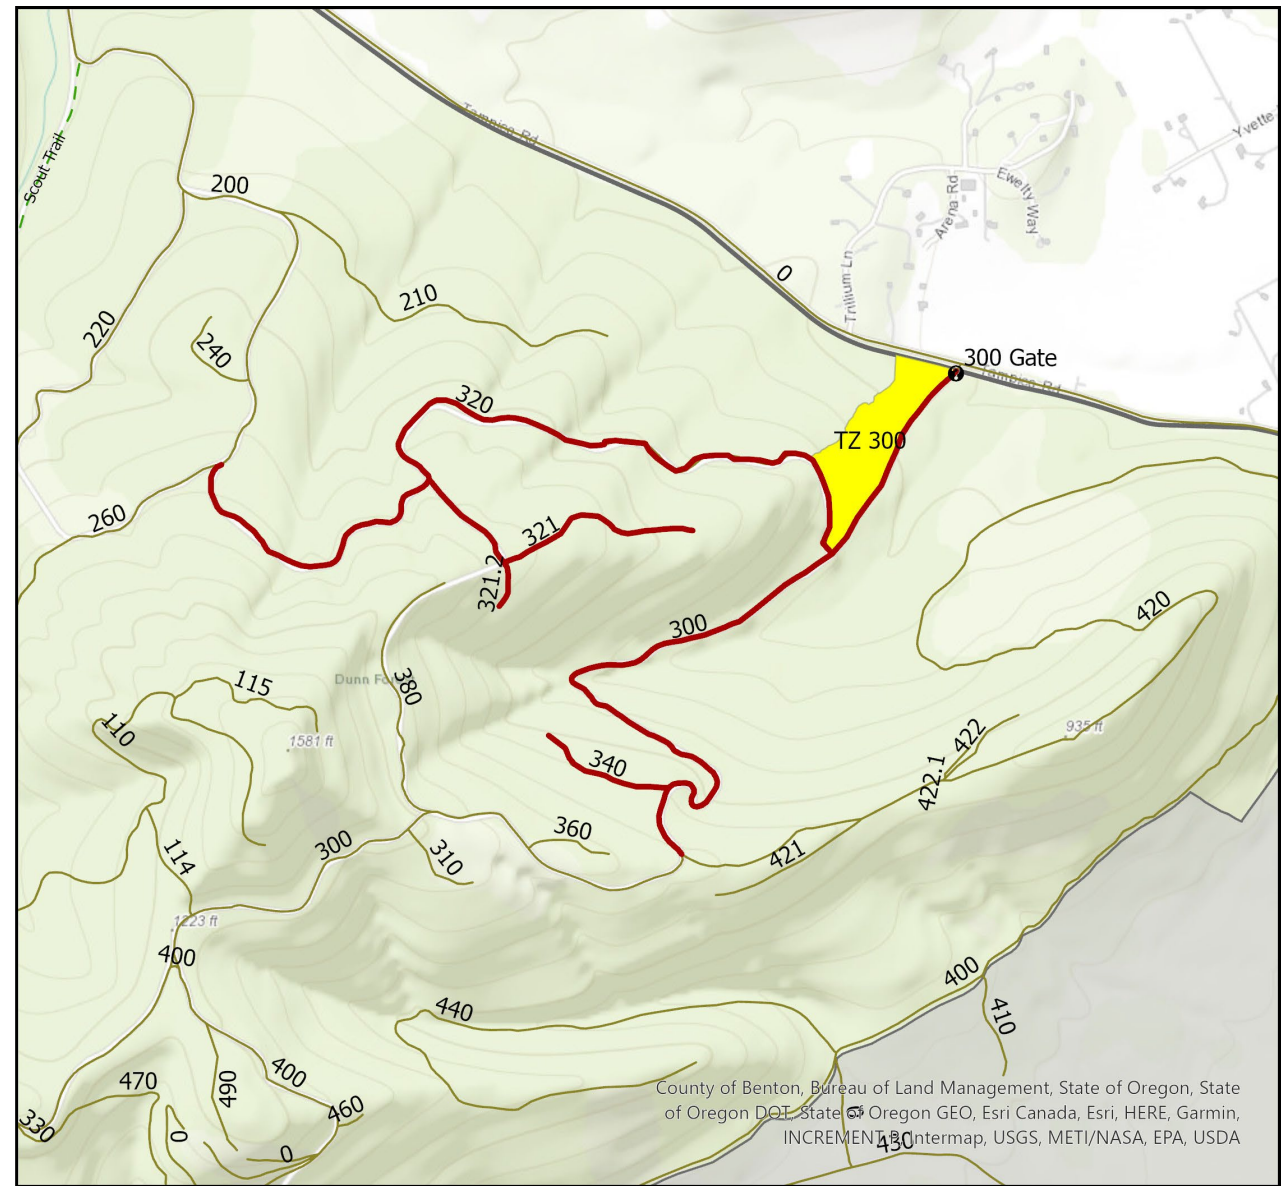 Tampico Rd
Yvette
Scout Trail
200
Ewelty Way
Arena Rd
0
Trillium Ln
210
220
240
300 Gate
Tampico Rd
320
TZ 300
260
321
321.2
420
300
Dunn For
380
115
110
1581 ft
935 ft
422
340
422.1
360
300
310
421
114
1223 ft
400
400
440
410
400
470
490
460
330
0
0
430
County of Benton, Bureau of Land Management, State of Oregon, State
of Oregon DOT, State of Oregon GEO, Esri Canada, Esri, HERE, Garmin,
INCREMENT P, Intermap, USGS, METI/NASA, EPA, USDA